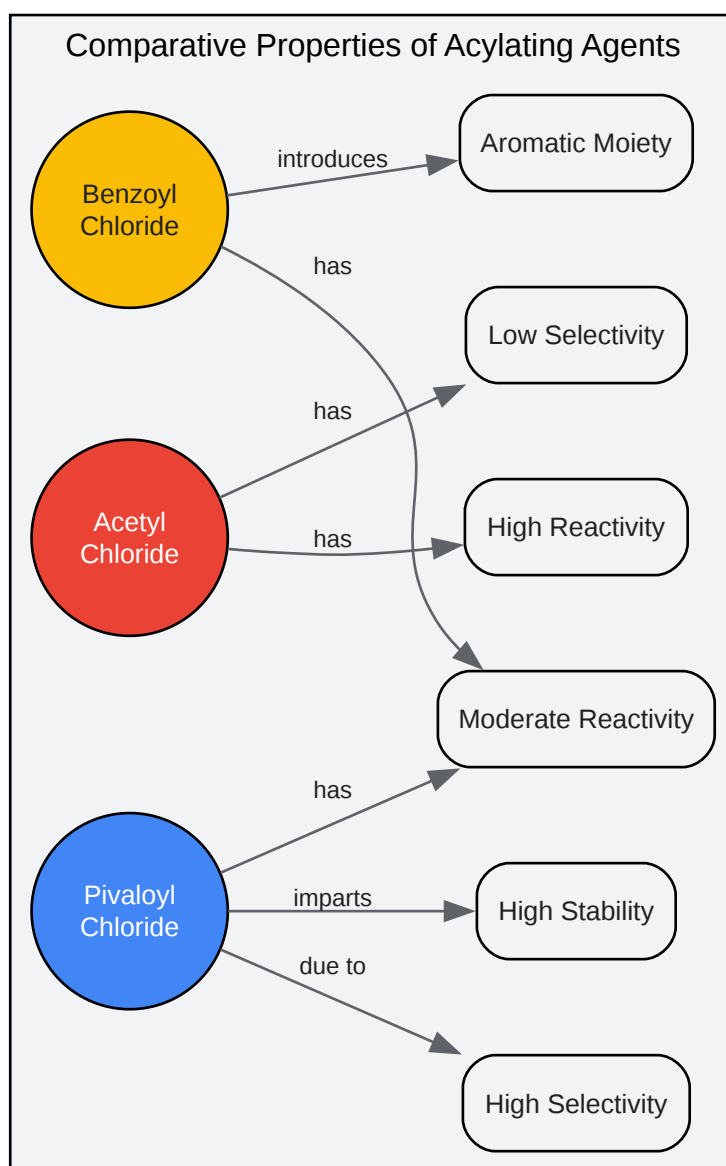 Comparative Properties of Acylating Agents
Benzoyl
Chloride
introduces
Aromatic Moiety
has
Low Selectivity
has
Acetyl
Chloride
has
High Reactivity
Moderate Reactivity
has
Pivaloyl
Chloride
imparts
High Stability
due to
High Selectivity